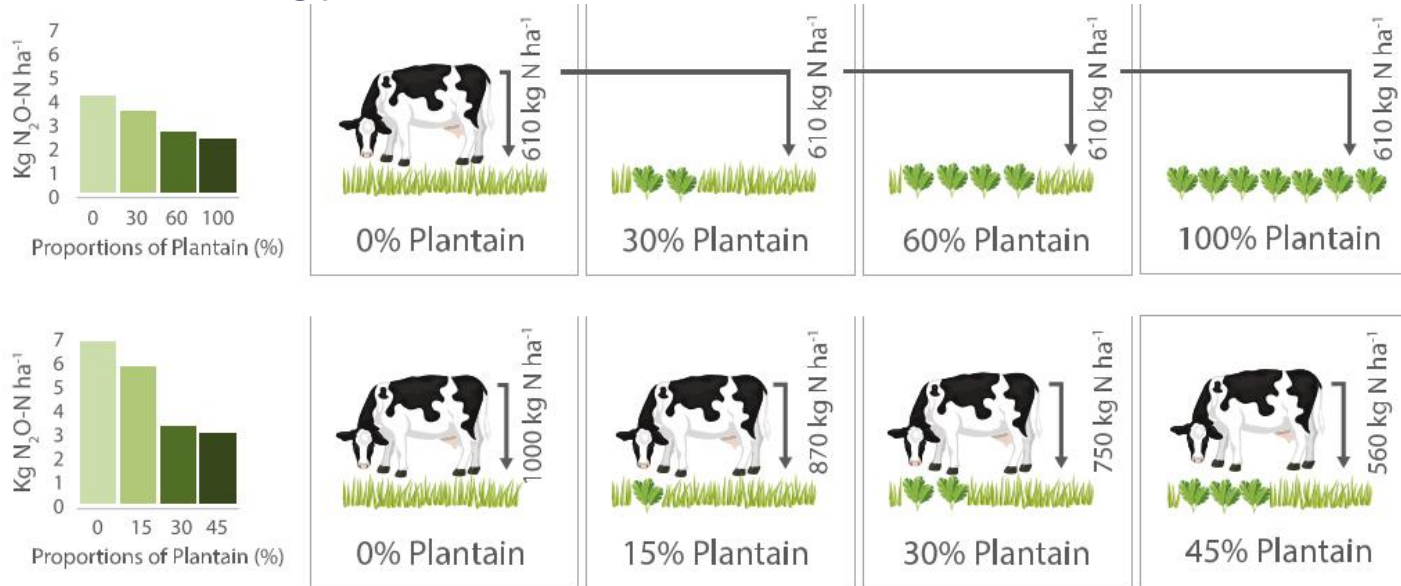 7
6
5
4
3
2
1
0
Kg N₂O-N ha⁻¹
0 30 60 100
Proportions of Plantain (%)
610 kg N ha⁻¹
0% Plantain
610 kg N ha⁻¹
30% Plantain
610 kg N ha⁻¹
60% Plantain
610 kg N ha⁻¹
100% Plantain
7
6
5
4
3
2
1
0
Kg N₂O-N ha⁻¹
0 15 30 45
Proportions of Plantain (%)
1000 kg N ha⁻¹
0% Plantain
870 kg N ha⁻¹
15% Plantain
750 kg N ha⁻¹
30% Plantain
560 kg N ha⁻¹
45% Plantain